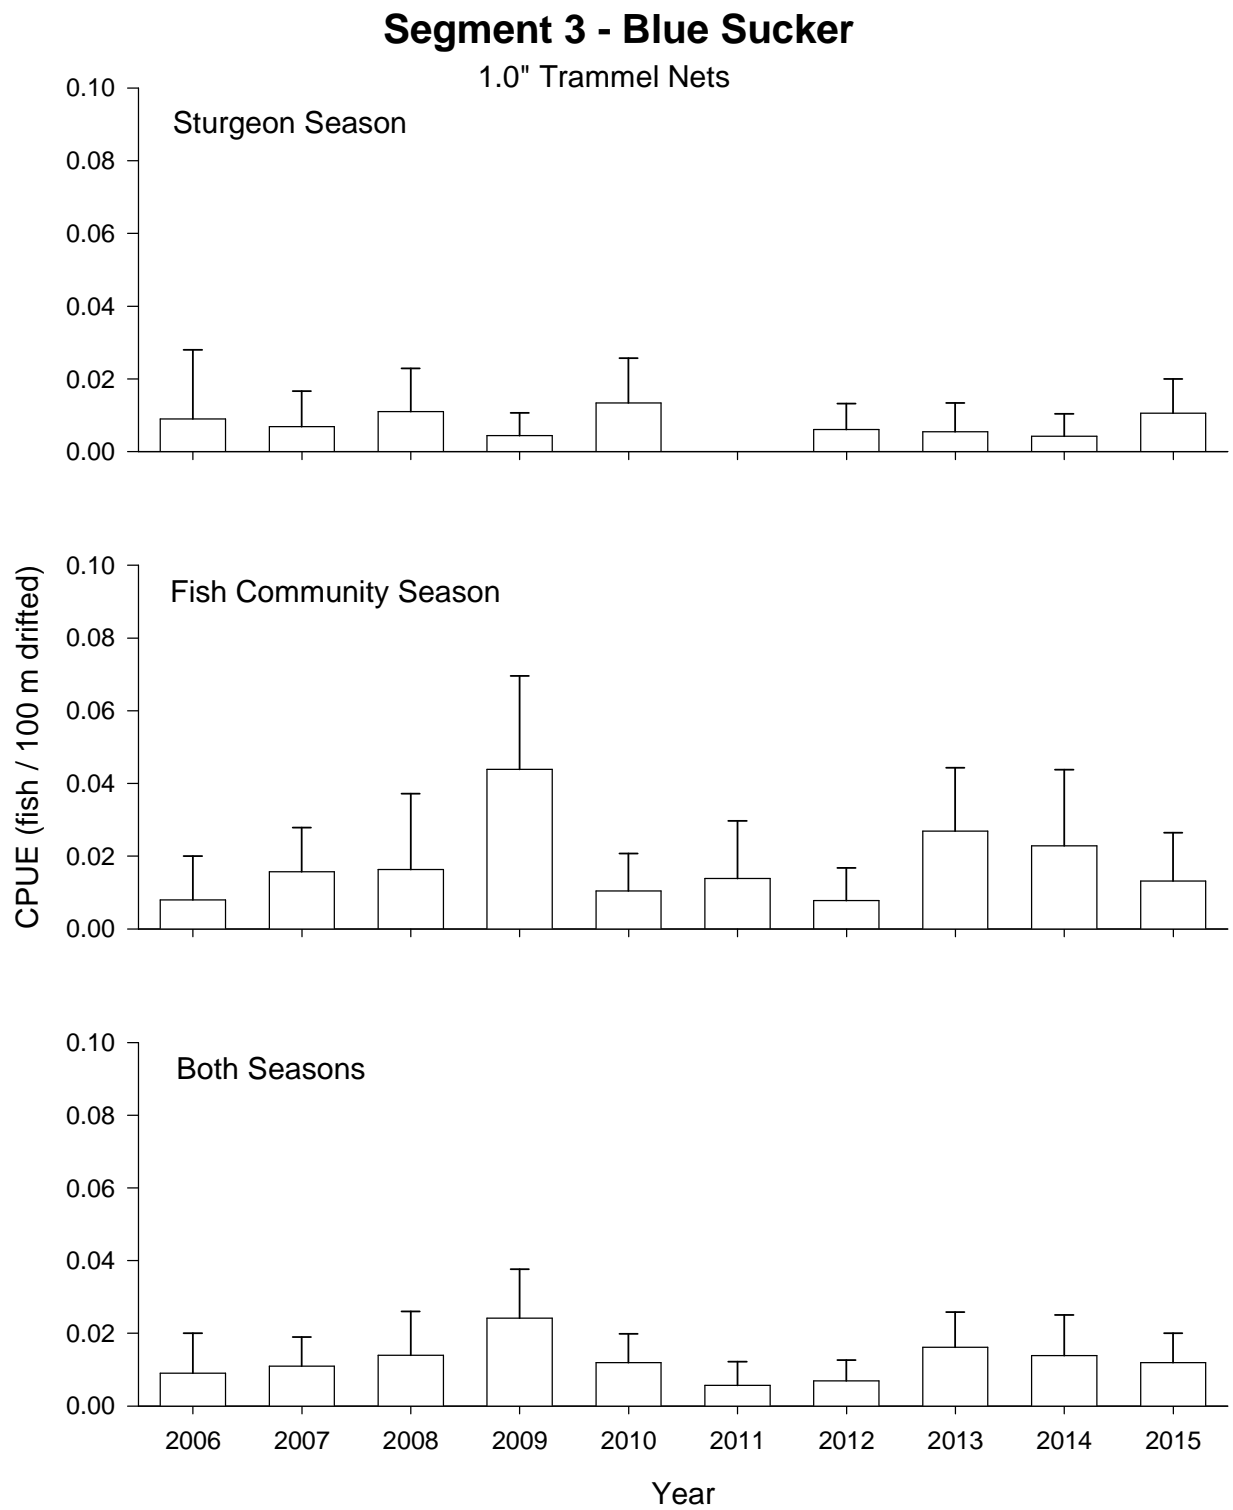 Segment 3 - Blue Sucker
1.0" Trammel Nets
Sturgeon Season
0.10
0.08
0.06
0.04
0.02
0.00
Fish Community Season
0.10
0.08
0.06
0.04
0.02
0.00
CPUE (fish / 100 m drifted)
Both Seasons
0.10
0.08
0.06
0.04
0.02
0.00
2006 2007 2008 2009 2010 2011 2012 2013 2014 2015
Year